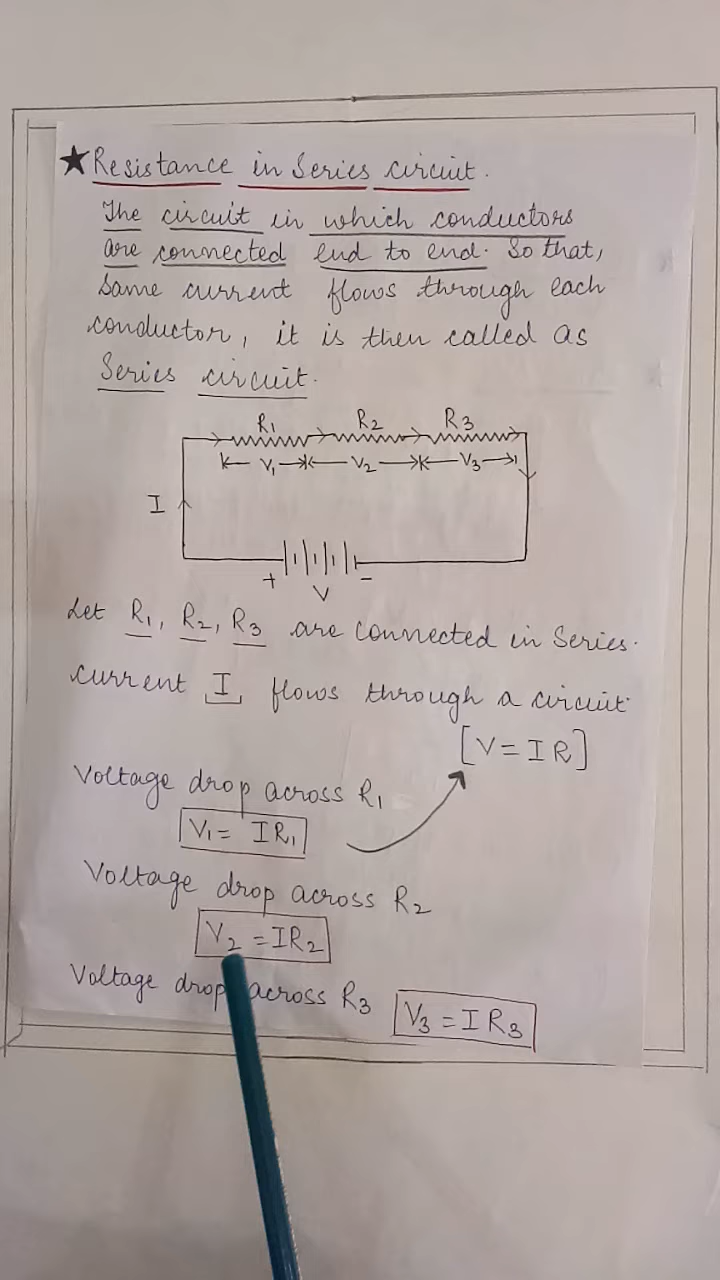 ★ Resistance in Series circuit.
The circuit in which conductors
are connected end to end. So that,
Same current flows through each
conductor, it is then called as
Series circuit.
R1 R2 R3
V1 V2 V3
I
+ -
V
Let R1, R2, R3 are connected in Series.
current I flows through a circuit
[V = IR]
Voltage drop across R1
V1 = IR1
Voltage drop across R2
V2 = IR2
Voltage drop across R3 V3 = IR3